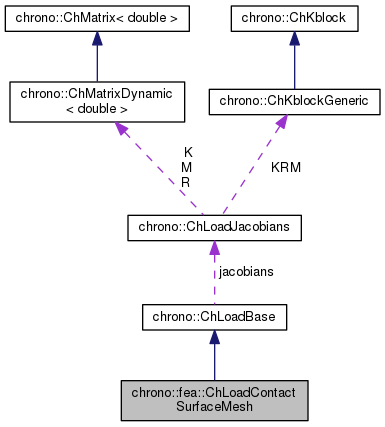 chrono::ChMatrix< double >
chrono::ChKblock
chrono::ChMatrixDynamic
< double >
chrono::ChKblockGeneric
K
M
R
KRM
chrono::ChLoadJacobians
jacobians
chrono::ChLoadBase
chrono::fea::ChLoadContact
SurfaceMesh